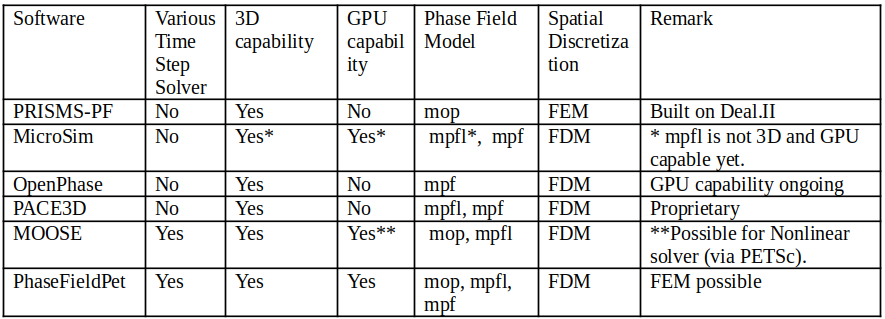 Software Various Time Step Solver 3D capability GPU capabil ity Phase Field Model Spatial Discretiza tion Remark
PRISMS-PF No Yes No mop FEM Built on Deal.II
MicroSim No Yes* Yes* mpfl*, mpf FDM * mpfl is not 3D and GPU capable yet.
OpenPhase No Yes No mpf FDM GPU capability ongoing
PACE3D No Yes No mpfl, mpf FDM Proprietary
MOOSE Yes Yes Yes** mop, mpfl FDM **Possible for Nonlinear solver (via PETSc).
PhaseFieldPet Yes Yes Yes mop, mpfl, mpf FDM FEM possible